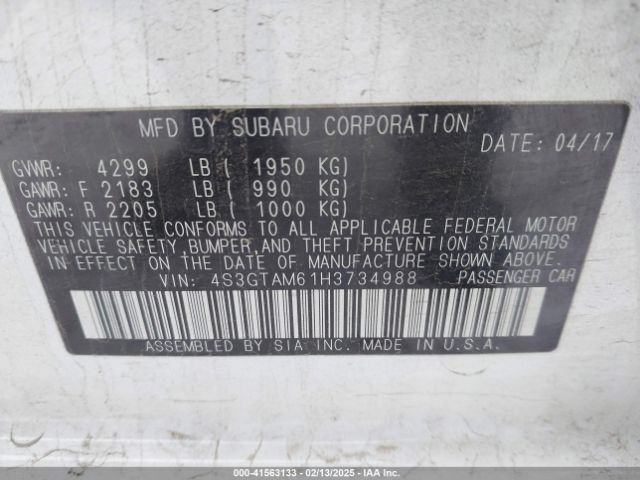 MFD BY SUBARU CORPORATION
DATE: 04/17
GVWR: 4299 LB ( 1950 KG)
GAWR: F 2183 LB ( 990 KG)
GAWR: R 2205 LB ( 1000 KG)
THIS VEHICLE CONFORMS TO ALL APPLICABLE FEDERAL MOTOR
VEHICLE SAFETY, BUMPER, AND THEFT PREVENTION STANDARDS
IN EFFECT ON THE DATE OF MANUFACTURE SHOWN ABOVE.
VIN: 4S3GTAM61H3734988 PASSENGER CAR
ASSEMBLED BY SIA INC. MADE IN U.S.A.
000-41563133 - 02/13/2025 - IAA Inc.